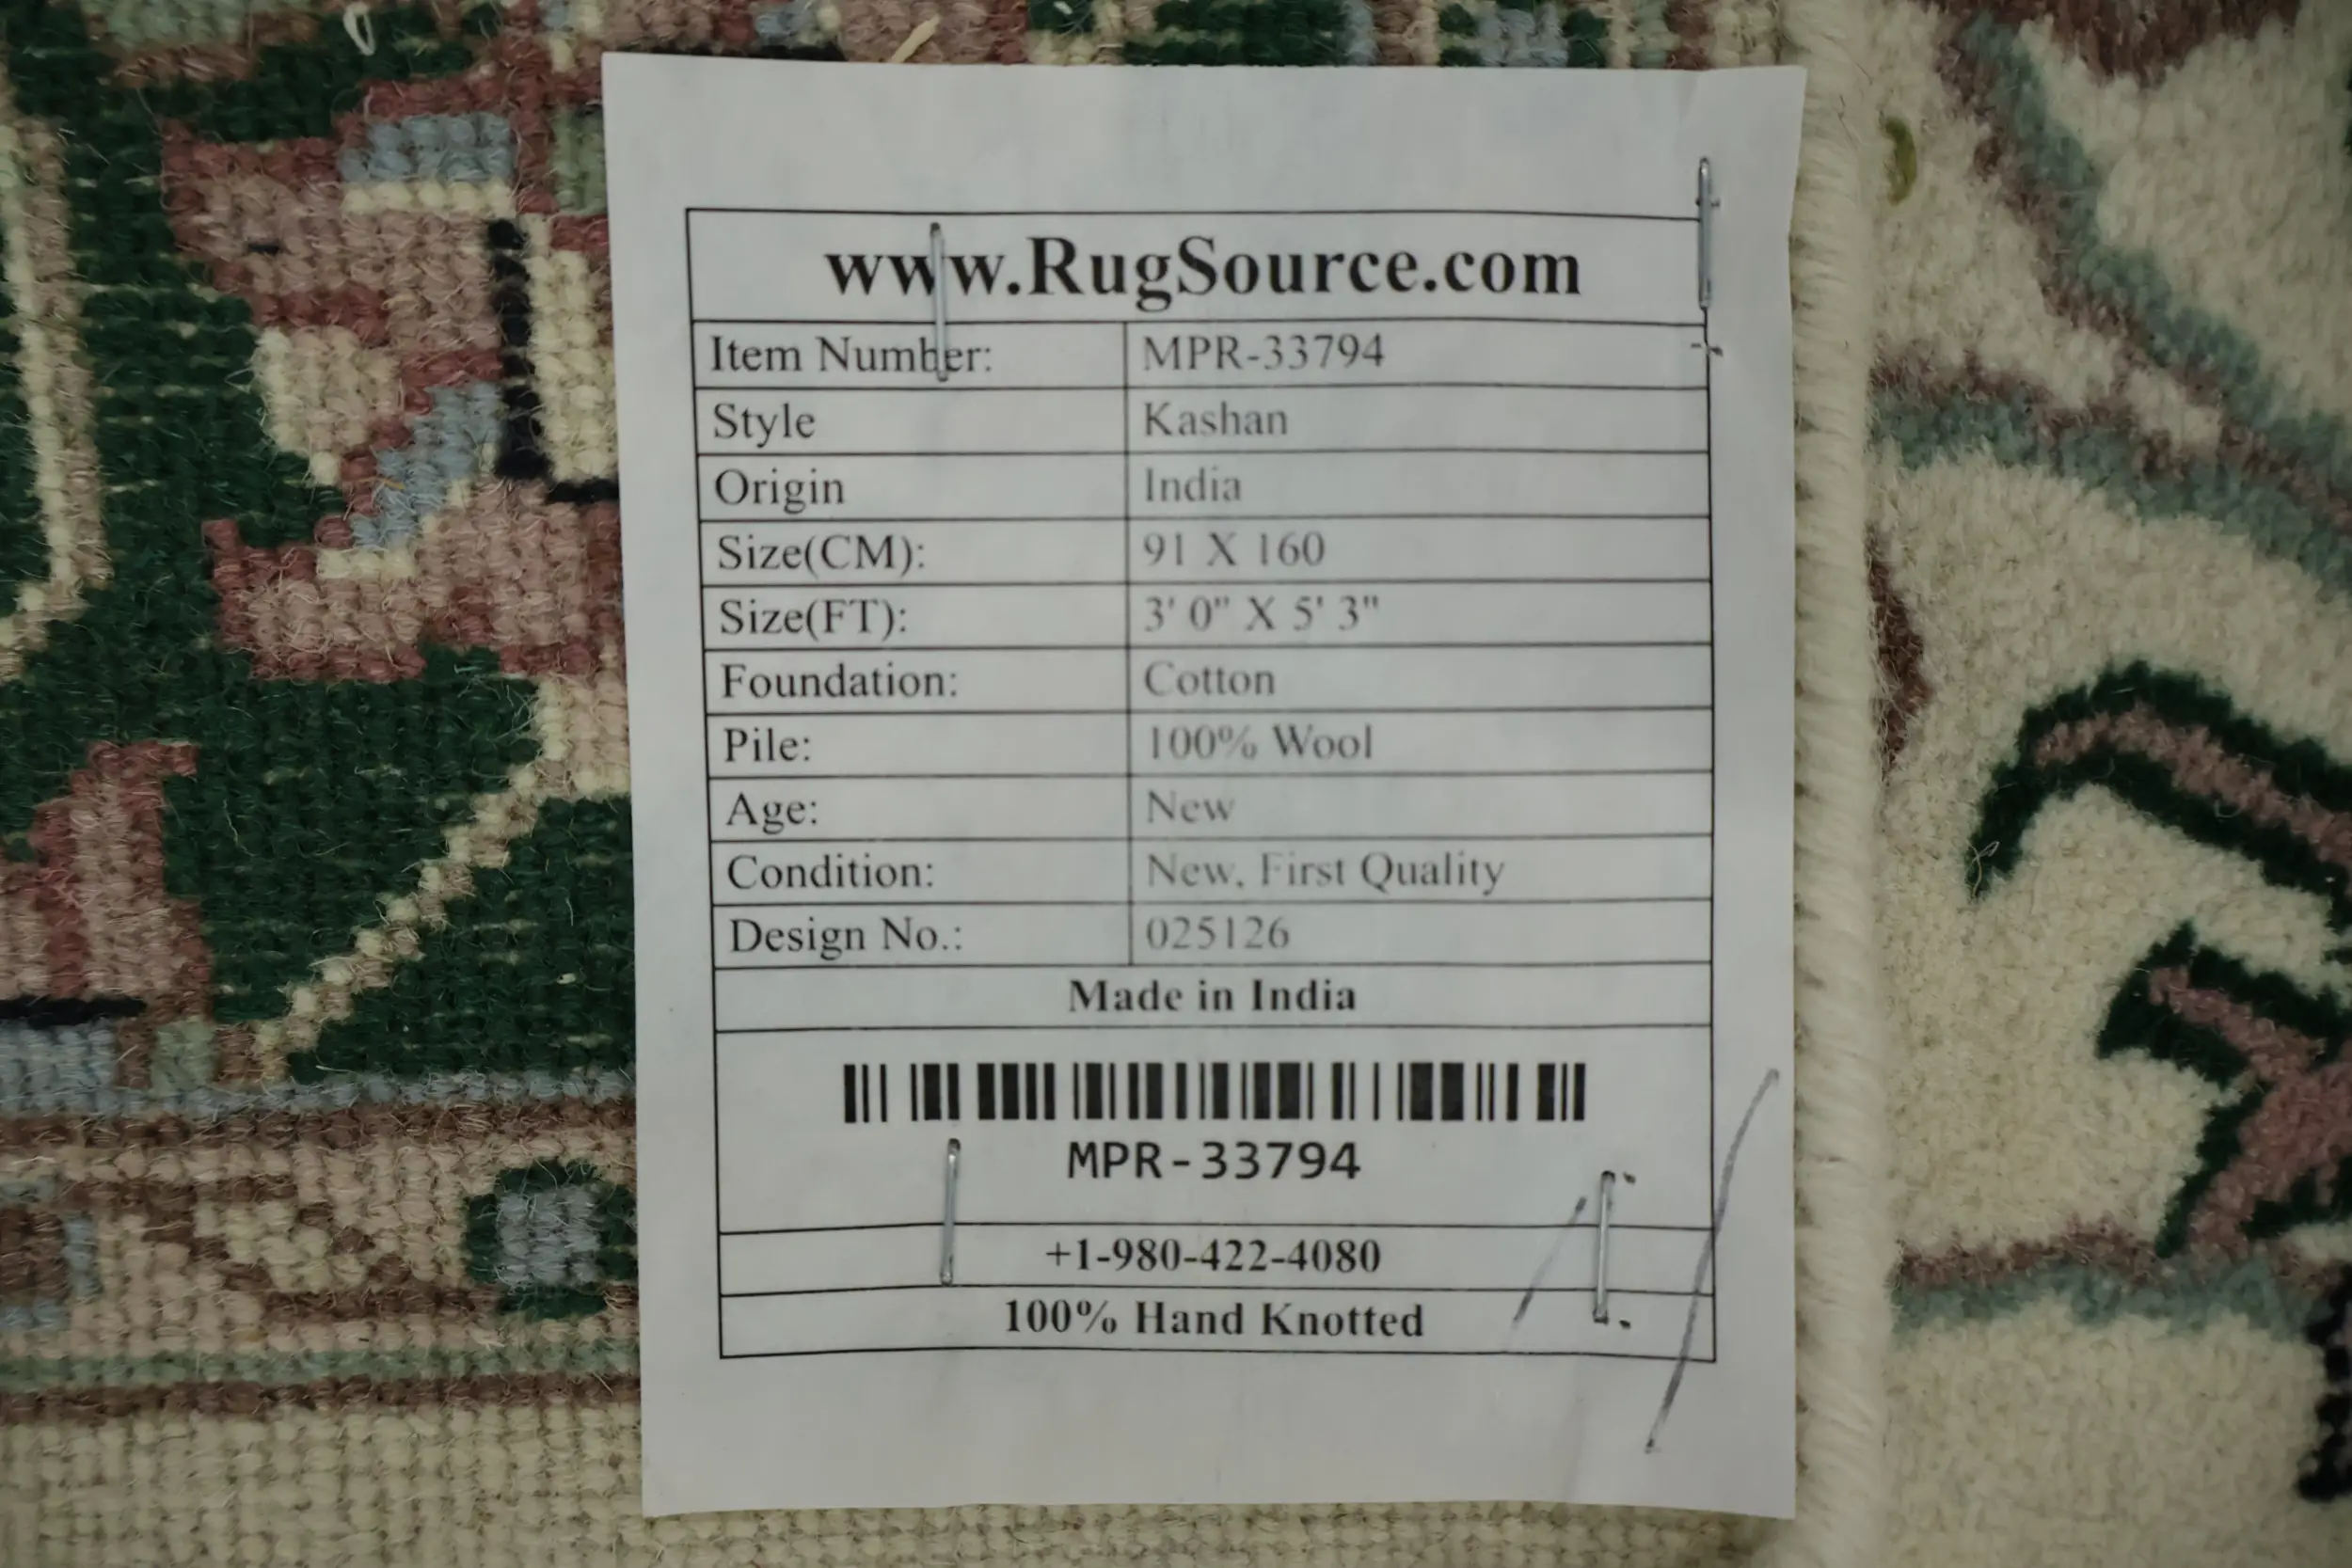 www.RugSource.com
Item Number: MPR-33794
Style Kashan
Origin India
Size(CM): 91 X 160
Size(FT): 3' 0" X 5' 3"
Foundation: Cotton
Pile: 100% Wool
Age: New
Condition: New, First Quality
Design No.: 025126
Made in India
MPR-33794
+1-980-422-4080
100% Hand Knotted